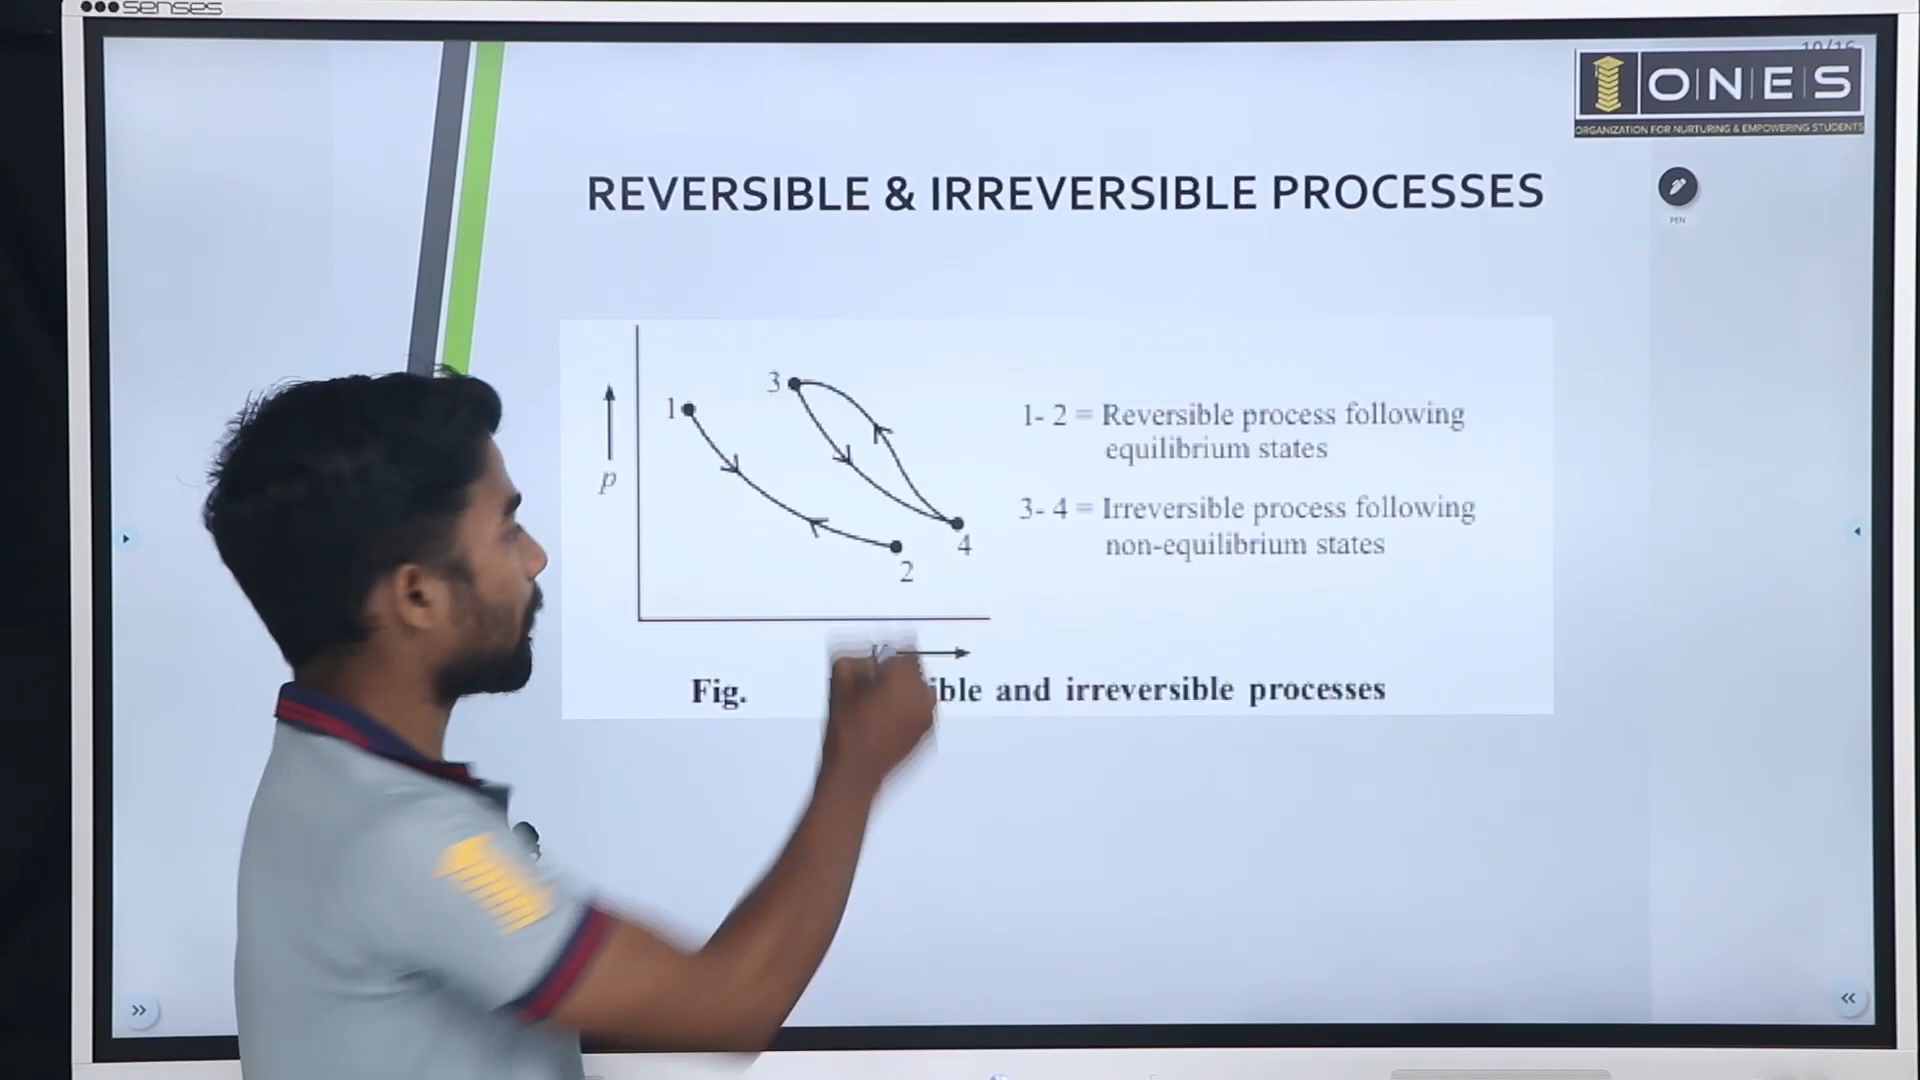 senses
ONES
ORGANIZATION FOR NURTURING & EMPOWERING STUDENTS
REVERSIBLE & IRREVERSIBLE PROCESSES
PEN
3
1
p
4
2
1- 2 = Reversible process following
equilibrium states
3- 4 = Irreversible process following
non-equilibrium states
Fig. and irreversible processes